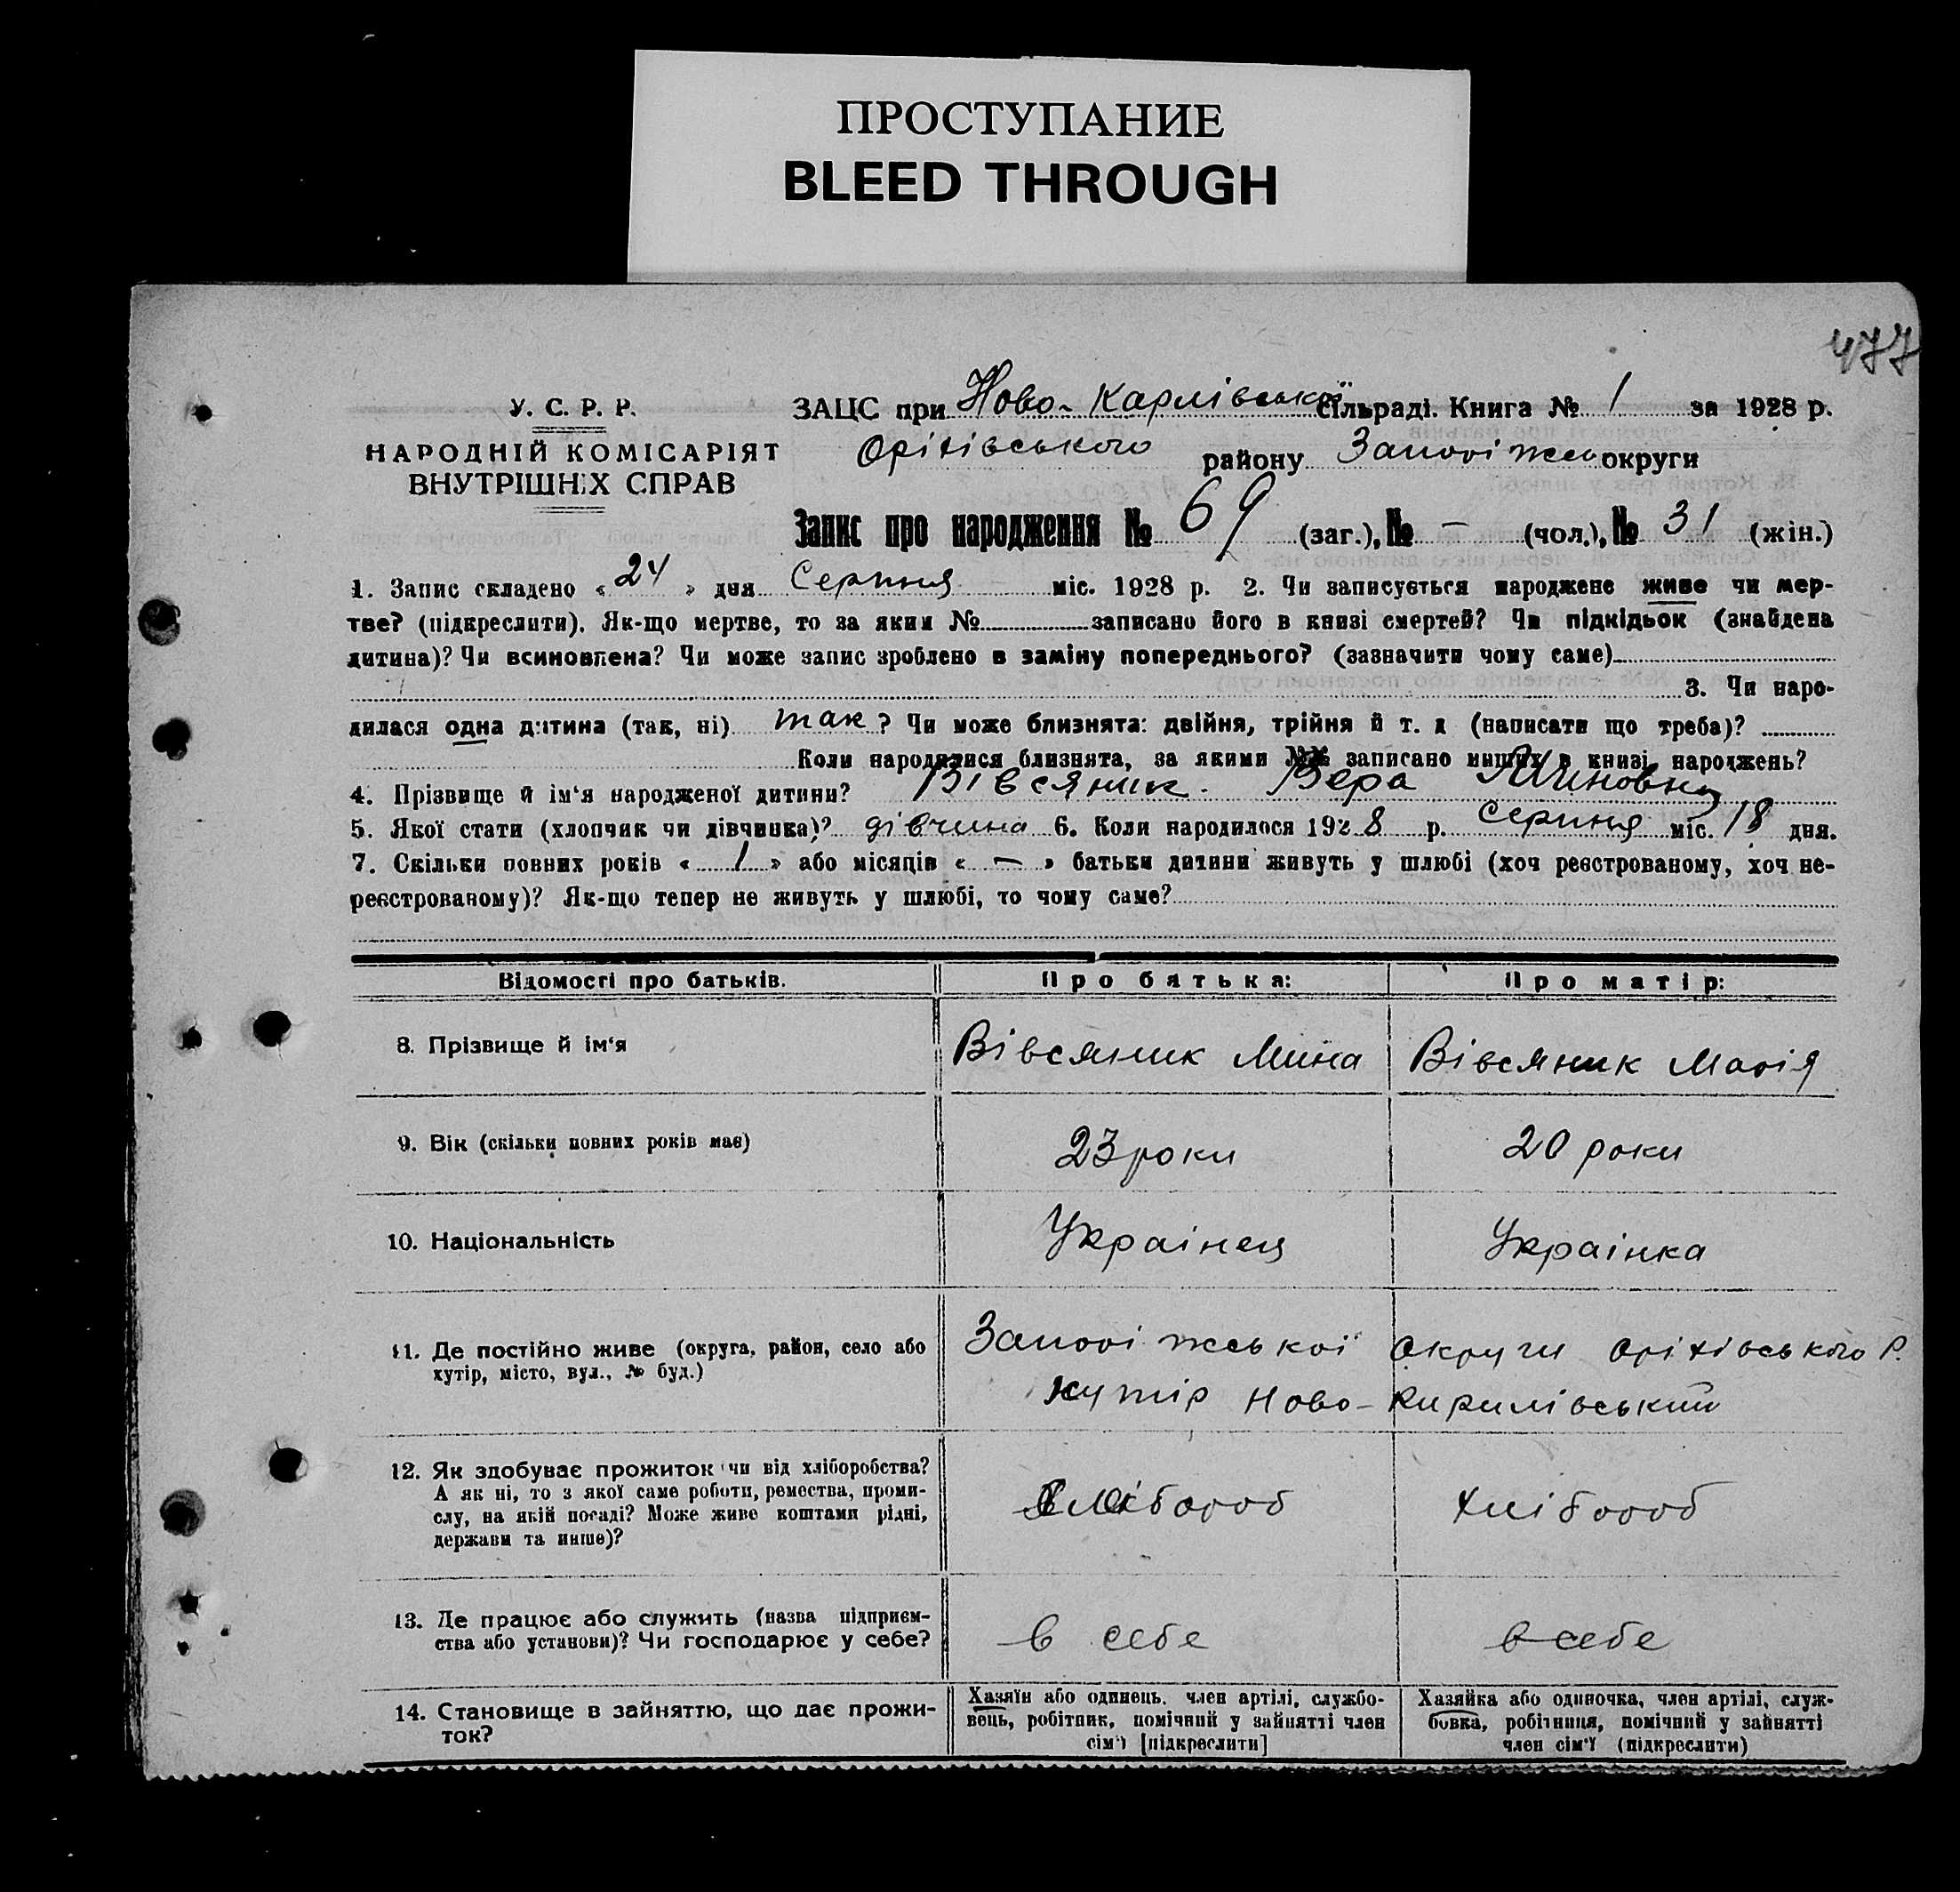 ПРОСТУПАНИЕ
BLEED THROUGH
477
У. С. Р. Р.
НАРОДНІЙ КОМІСАРІЯТ
ВНУТРІШНІХ СПРАВ
ЗАЦС при Ново-Карлівської сільраді. Книга № 1 за 1928 р.
Оріхівського району Запоріжсько округи
Запис про народження № 69 (заг.), № — (чол.), № 31 (жін.)
1. Запис складено « 24 » дня Серпня міс. 1928 р. 2. Чи записується народжене живе чи мер-
тве? (підкреслити). Як-що мертве, то за яким № записано його в книзі смертей? Чи підкідьок (знайдена
дитина)? Чи всиновлена? Чи може запис зроблено в заміну попереднього? (зазначити чому саме)
3. Чи наро-
дилася одна дитина (так, ні) так ? Чи може близнята: двійня, трійня й т. д (написати що треба)?
Коли народилися близнята, за якими №№ записано инших в книзі народжень?
4. Прізвище й ім'я народженої дитини? Вівсяник. Вера Миновна
5. Якої стати (хлопчик чи дівчинка)? дівчина 6. Коли народилося 1928 р. Серпня міс. 18 дня.
7. Скільки повних років « 1 » або місяців « — » батьки дитини живуть у шлюбі (хоч реєстрованому, хоч не-
реєстрованому)? Як-що тепер не живуть у шлюбі, то чому саме?
Відомості про батьків. Про батька: Про матір:
8. Прізвище й ім'я Вівсяник Мина Вівсяник Марія
9. Вік (скільки повних років має) 23 роки 20 роки
10. Національність Українец Українка
11. Де постійно живе (округа, район, село або
хутір, місто, вул., № буд.)
Запоріжської Округи Оріхівського Р.
хутір Ново-Кирилівський
12. Як здобуває прожиток чи від хліборобства?
А як ні, то з якої саме роботи, ремества, проми-
слу, на якій посаді? Може живе коштами рідні,
держави та инше)?
хлібороб хлібороб
13. Де працює або служить (назва підприєм-
ства або установи)? Чи господарює у себе?
в себе в себе
14. Становище в зайняттю, що дає прожи-
ток?
Хазяїн або одинець, член артілі, службо-
вець, робітник, помічний у зайнятті член
сім'ї [підкреслити]
Хазяйка або одиночка, член артілі, служ-
бовка, робітниця, помічний у зайнятті
член сім'ї (підкреслити)